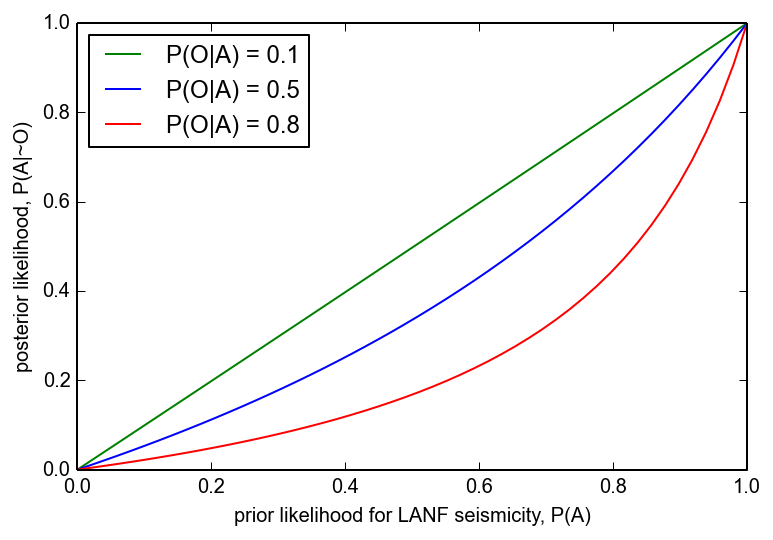 1.0
P(O|A) = 0.1
P(O|A) = 0.5
P(O|A) = 0.8
0.8
0.6
0.4
0.2
0.0
posterior likelihood, P(A|~O)
0.0 0.2 0.4 0.6 0.8 1.0
prior likelihood for LANF seismicity, P(A)